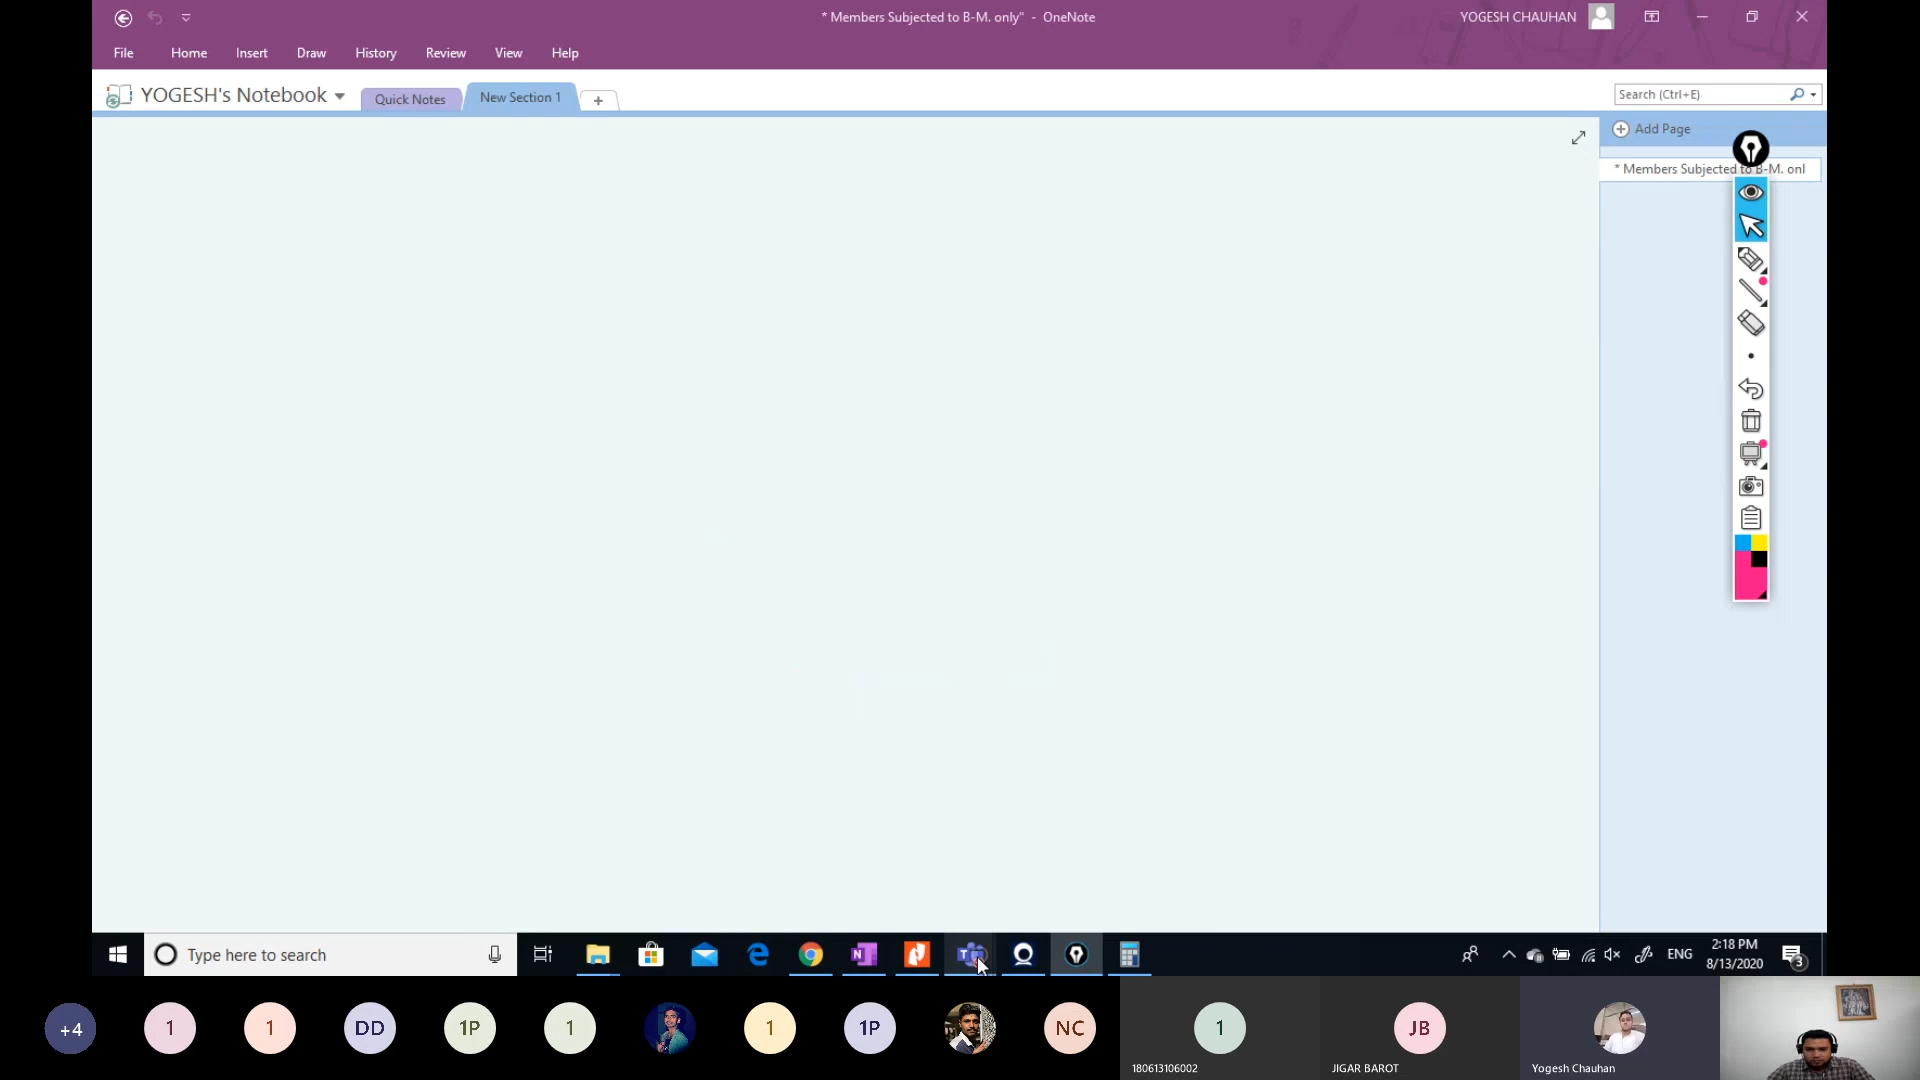 * Members Subjected to B-M. only" - OneNote
YOGESH CHAUHAN
File Home Insert Draw History Review View Help
YOGESH's Notebook
Quick Notes
New Section 1
Search (Ctrl+E)
Add Page
* Members Subjected to B-M. onl
Type here to search
ENG
2:18 PM
8/13/2020
3
+4
1
1
DD
1P
1
1
1P
NC
1
180613106002
JB
JIGAR BAROT
Yogesh Chauhan